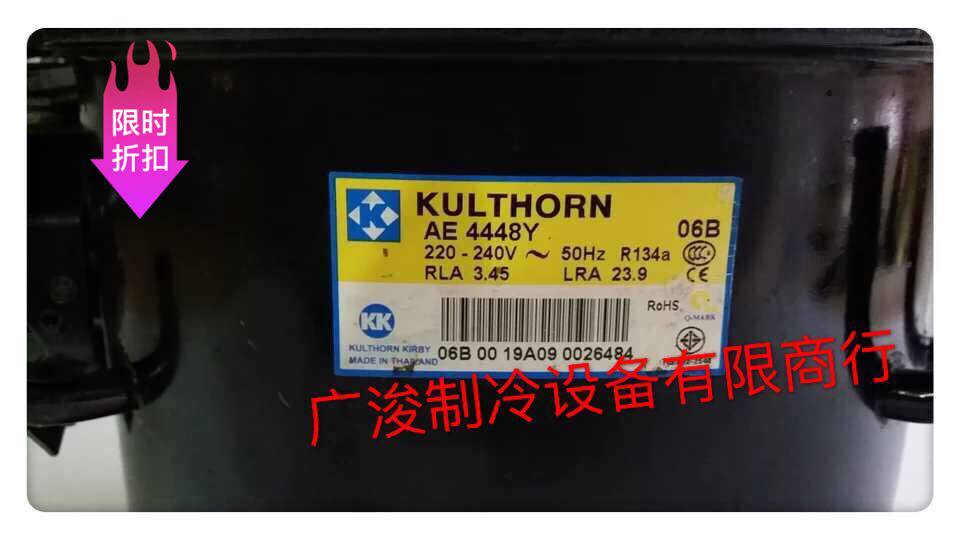 限时
折扣
KULTHORN
AE 4448Y
06B
220 - 240V ~ 50Hz R134a
RLA 3.45 LRA 23.9
CCC
CE
RoHS
Q-MARK
KK
KULTHORN KIRBY
MADE IN THAILAND
06B 00 19A09 0026484
广浚制冷设备有限商行